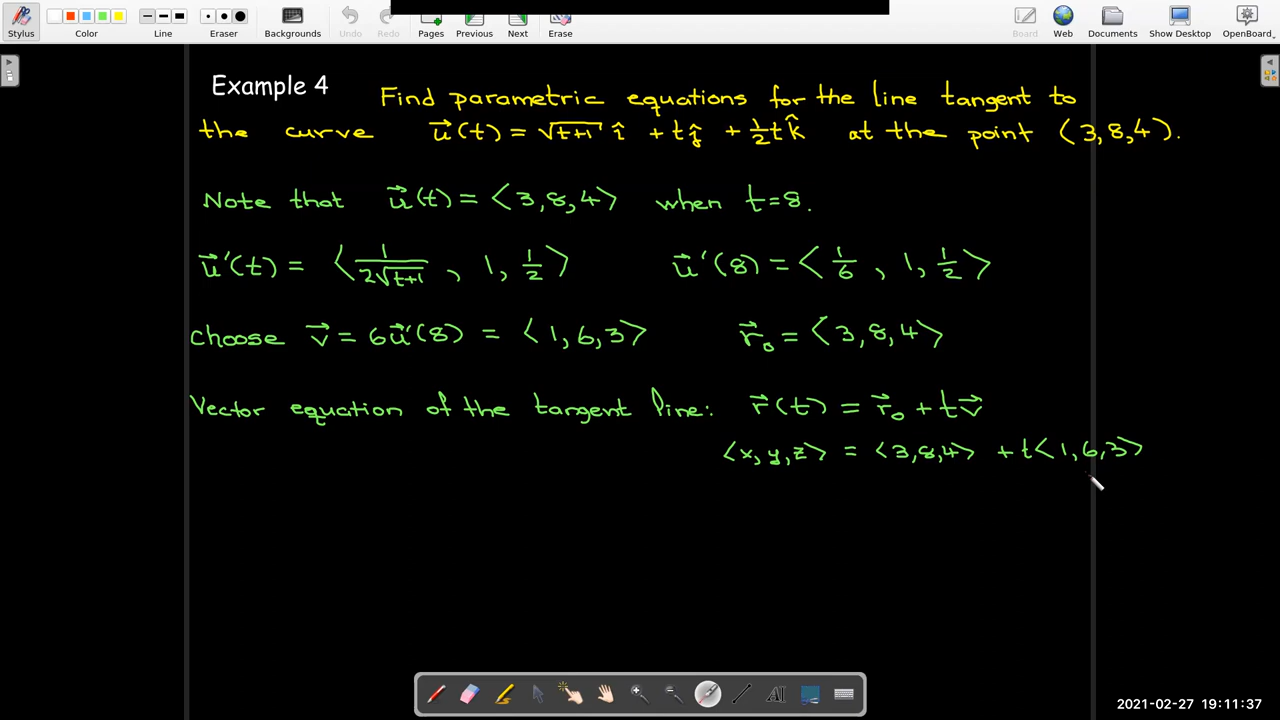 Stylus Color Line Eraser Backgrounds Undo Redo Pages Previous Next Erase Board Web Documents Show Desktop OpenBoard
Example 4 Find parametric equations for the line tangent to
the curve u⃗(t) = √(t+1) î + t ĵ + ½t k̂ at the point (3,8,4).
Note that u⃗(t) = ⟨3,8,4⟩ when t=8.
u⃗'(t) = ⟨1/(2√(t+1)), 1, 1/2⟩ u⃗'(8) = ⟨1/6, 1, 1/2⟩
choose v⃗ = 6u⃗'(8) = ⟨1,6,3⟩ r⃗₀ = ⟨3,8,4⟩
Vector equation of the tangent line: r⃗(t) = r⃗₀ + t v⃗
⟨x,y,z⟩ = ⟨3,8,4⟩ + t⟨1,6,3⟩
AI
2021-02-27 19:11:37